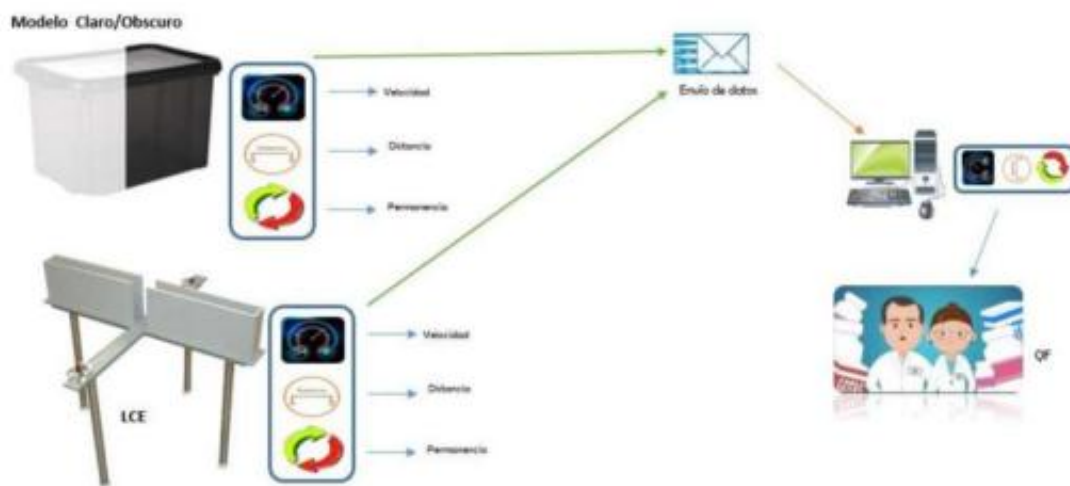 Modelo Claro/Obscuro
Velocidad
Distancia
Permanencia
Envío de datos
LCE
Velocidad
Distancia
Permanencia
QF